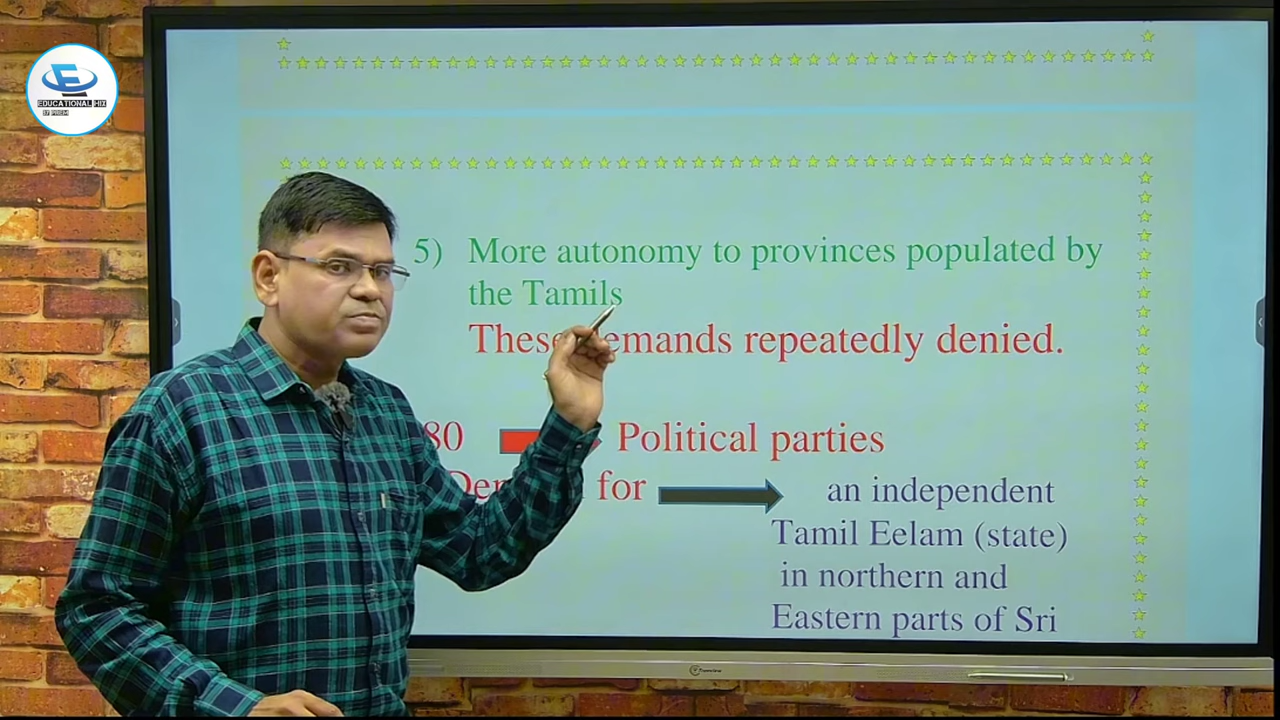 EDUCATIONAL HIX
5) More autonomy to provinces populated by
the Tamils
These demands repeatedly denied.
80 Political parties
for an independent
Tamil Eelam (state)
in northern and
Eastern parts of Sri